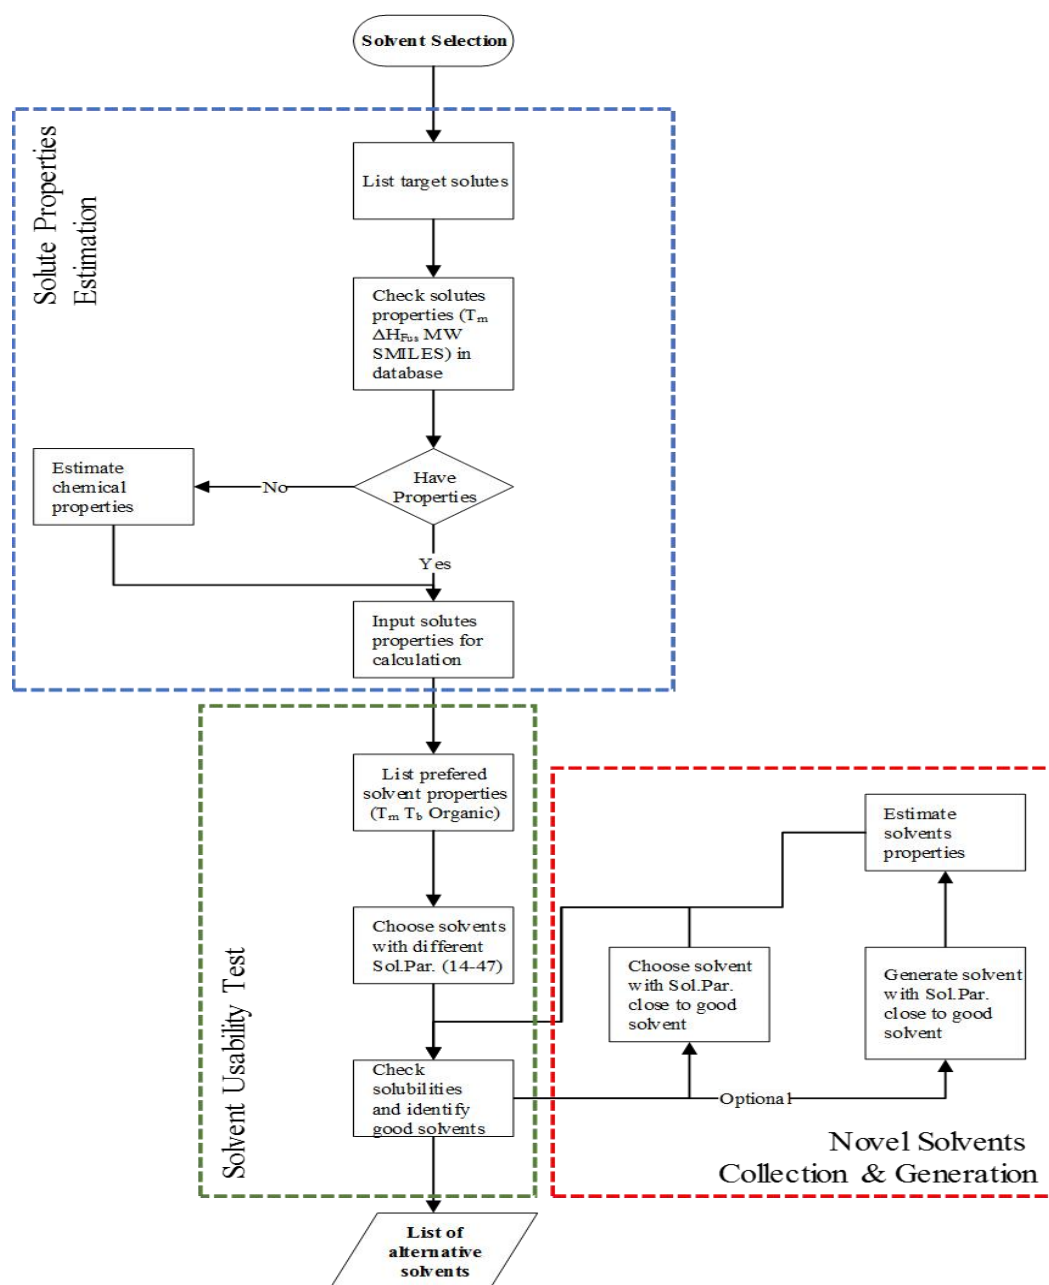 Solvent Selection
Solute Properties
Estimation
List target solutes
Check solutes
properties (Tm
ΔHFus MW
SMILES) in
database
Have
Properties
No
Estimate
chemical
properties
Yes
Input solutes
properties for
calculation
Solvent Usability Test
List prefered
solvent properties
(Tm Tb Organic)
Choose solvents
with different
Sol.Par. (14-47)
Check
solubilities
and identify
good solvents
Optional
Choose solvent
with Sol.Par.
close to good
solvent
Estimate
solvents
properties
Generate solvent
with Sol.Par.
close to good
solvent
Novel Solvents
Collection & Generation
List of
alternative
solvents